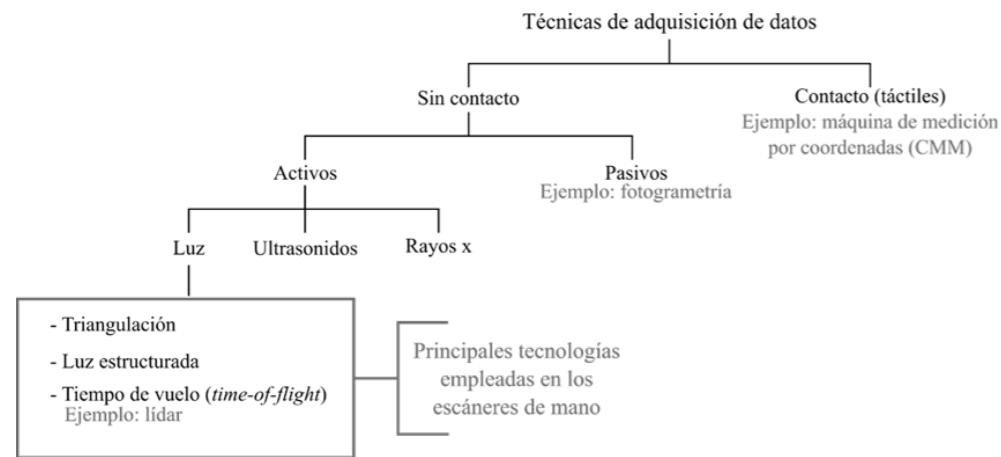 Técnicas de adquisición de datos
Sin contacto
Contacto (táctiles)
Ejemplo: máquina de medición
por coordenadas (CMM)
Activos
Pasivos
Ejemplo: fotogrametría
Luz
Ultrasonidos
Rayos x
- Triangulación
- Luz estructurada
- Tiempo de vuelo (time-of-flight)
Ejemplo: lídar
Principales tecnologías
empleadas en los
escáneres de mano